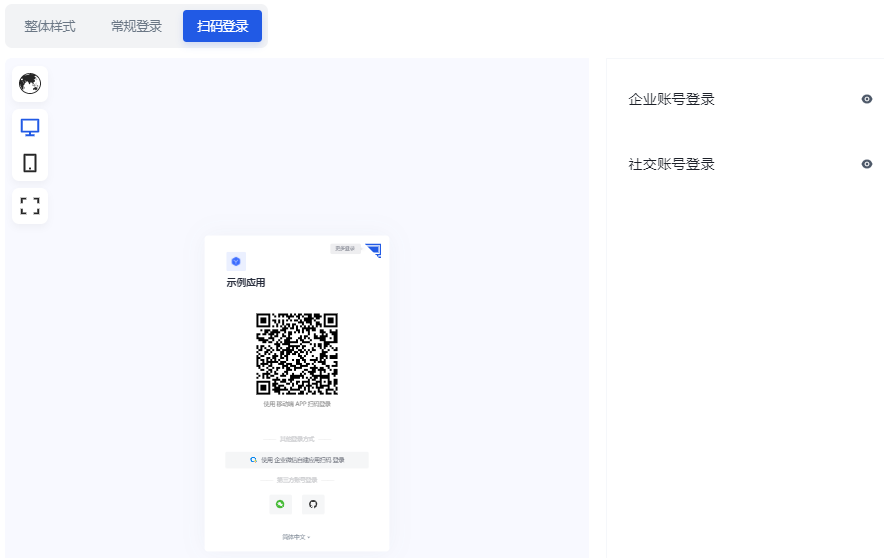 整体样式
常规登录
扫码登录
企业账号登录
社交账号登录
更多登录
示例应用
使用 移动端 APP 扫码登录
其他登录方式
使用 企业微信自建应用扫码 登录
第三方账号登录
简体中文